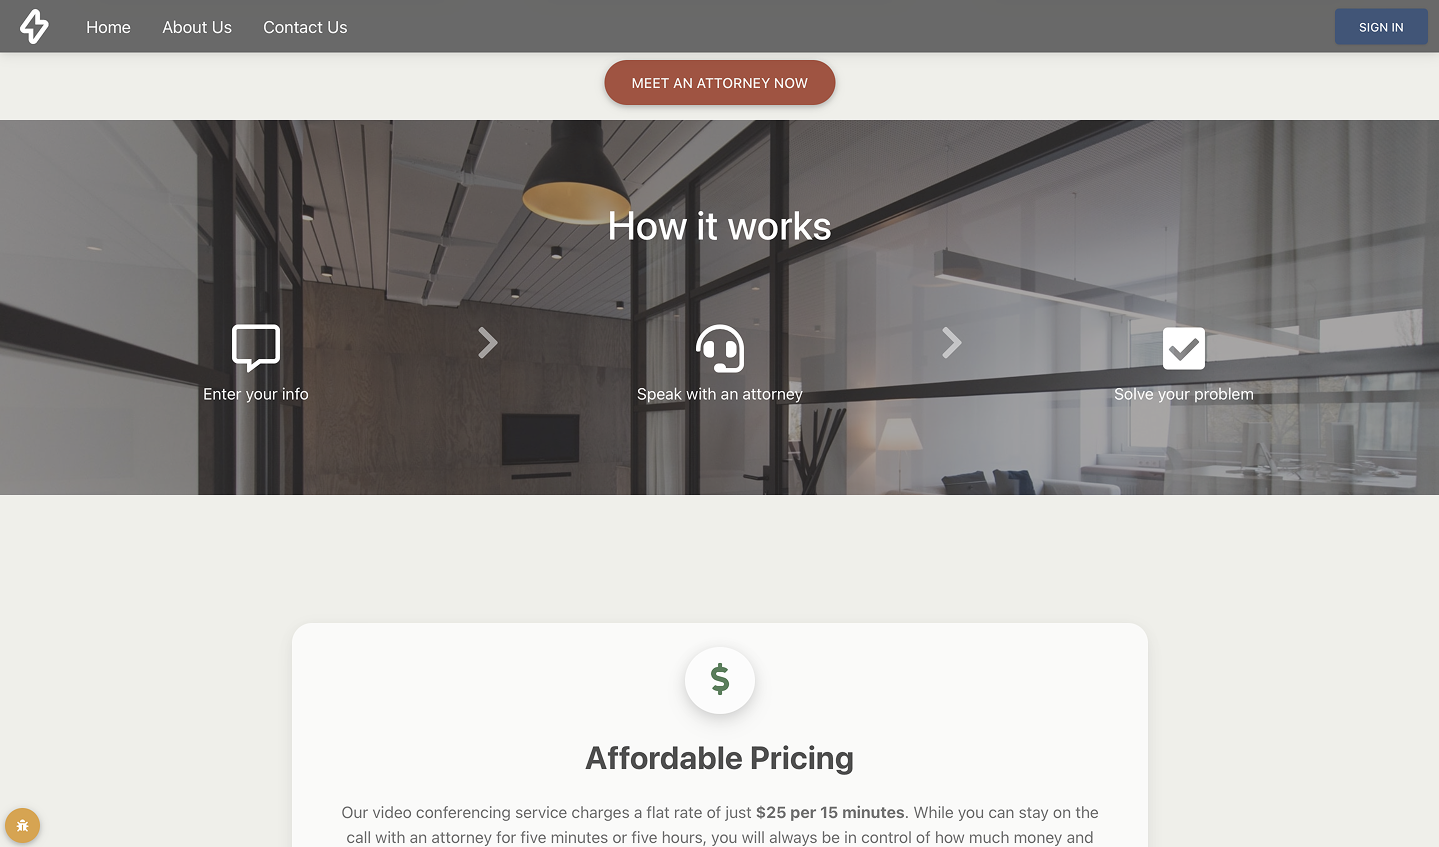 Home About Us Contact Us SIGN IN
MEET AN ATTORNEY NOW
How it works
Enter your info Speak with an attorney Solve your problem
$
Affordable Pricing
Our video conferencing service charges a flat rate of just $25 per 15 minutes. While you can stay on the
call with an attorney for five minutes or five hours, you will always be in control of how much money and